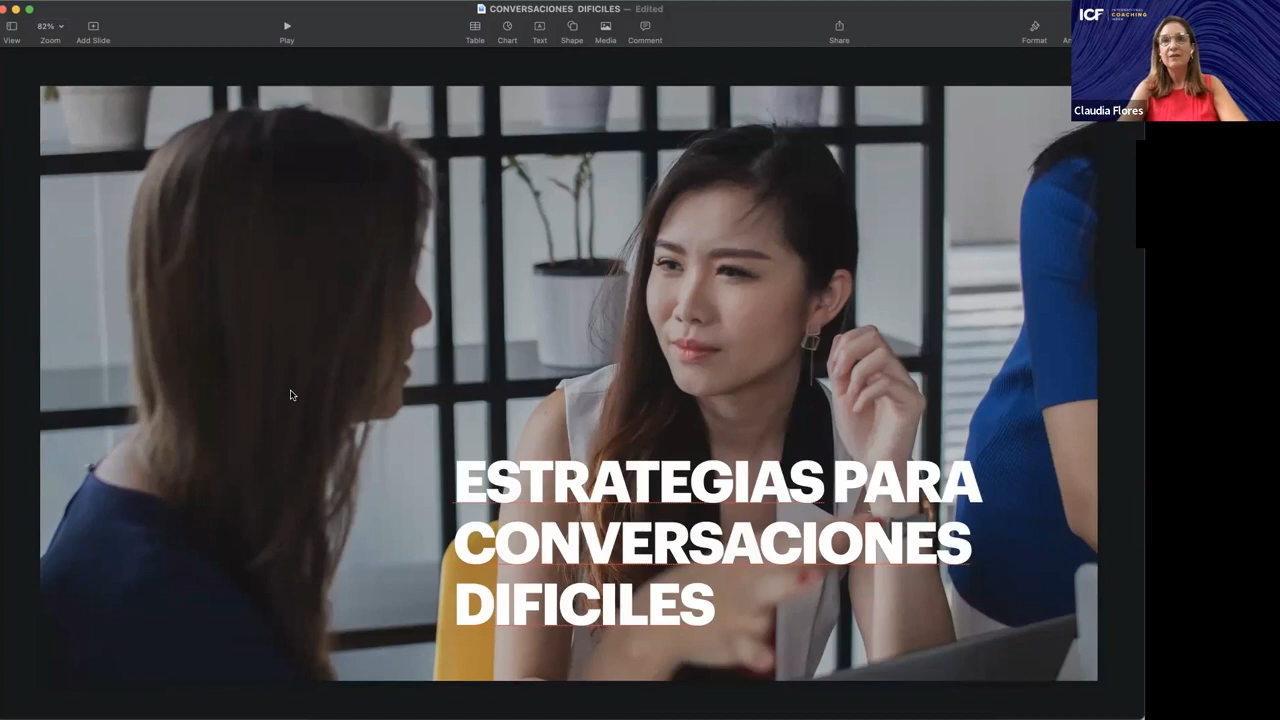 CONVERSACIONES DIFICILES — Edited
82%
View
Zoom
Add Slide
Play
Table
Chart
Text
Shape
Media
Comment
Share
Format
ICF
INTERNATIONAL
COACHING
WEEK
Claudia Flores
ESTRATEGIAS PARA
CONVERSACIONES
DIFICILES